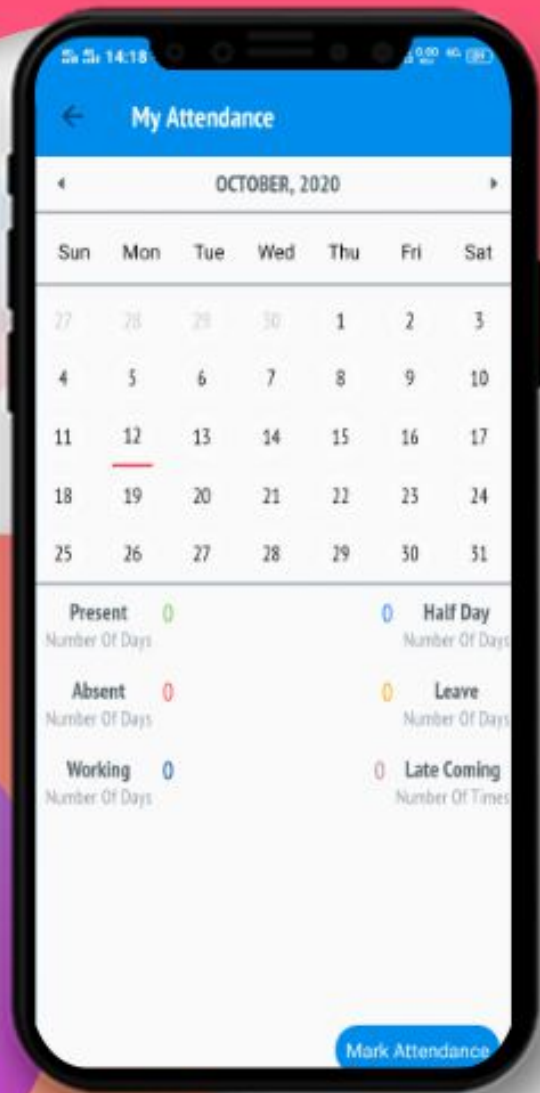 14:18
My Attendance
OCTOBER, 2020
Sun Mon Tue Wed Thu Fri Sat
27 28 29 30 1 2 3
4 5 6 7 8 9 10
11 12 13 14 15 16 17
18 19 20 21 22 23 24
25 26 27 28 29 30 31
Present 0 0 Half Day
Number Of Days Number Of Days
Absent 0 0 Leave
Number Of Days Number Of Days
Working 0 0 Late Coming
Number Of Days Number Of Times
Mark Attendance